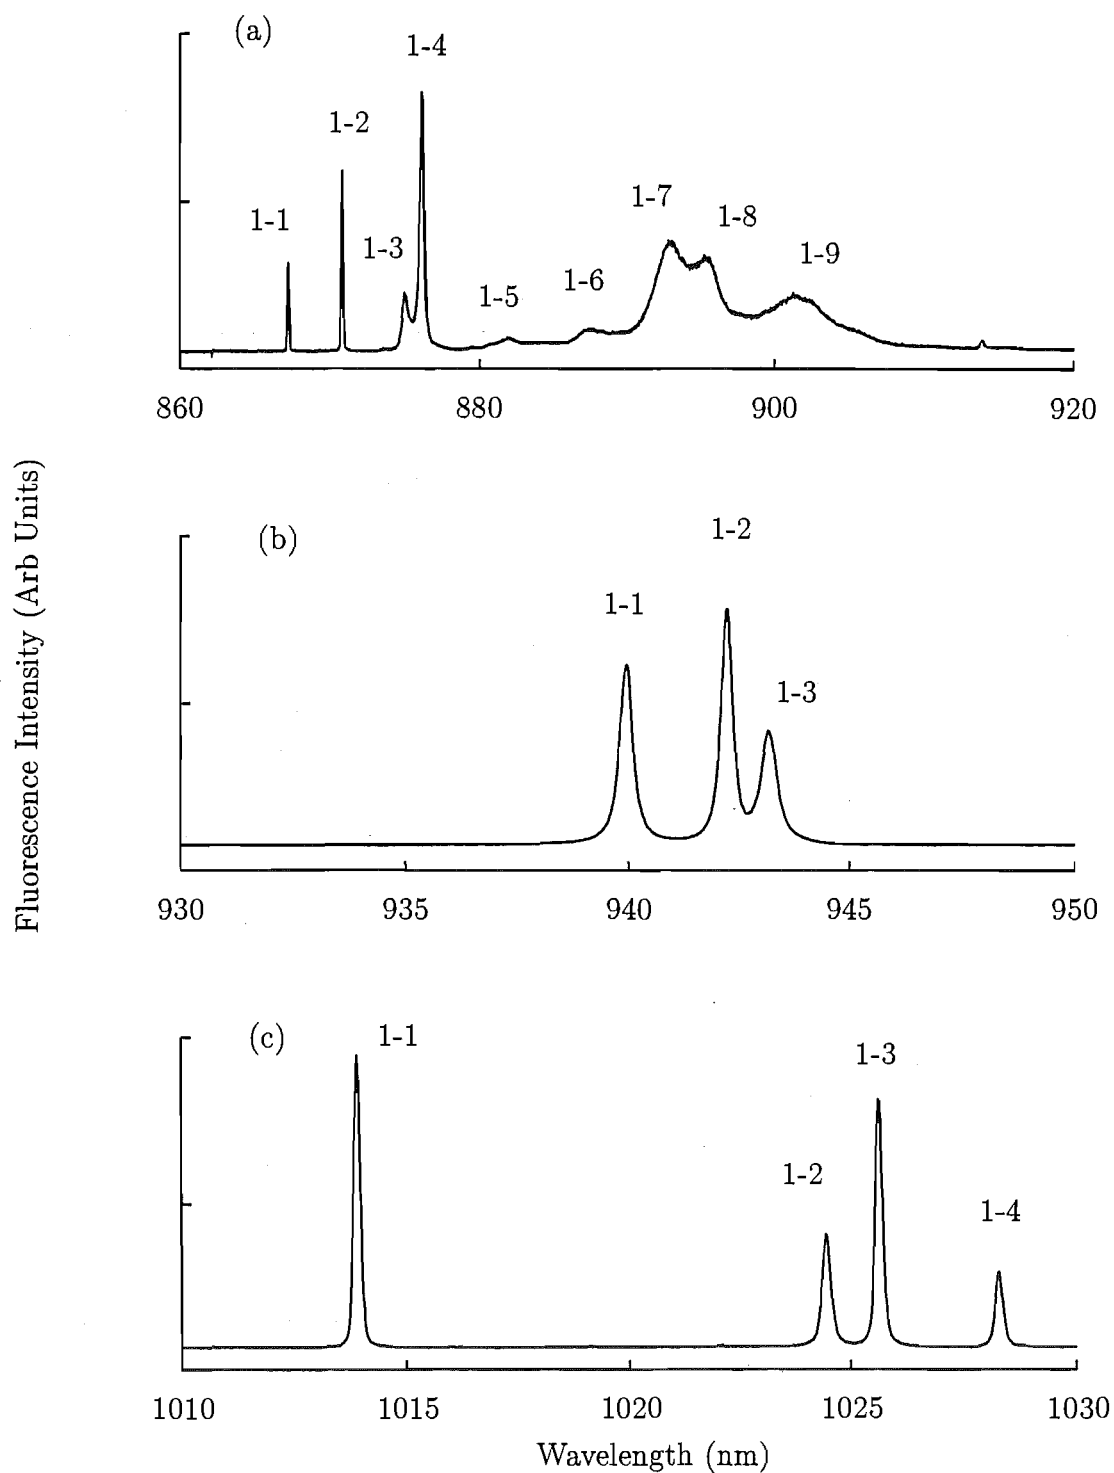 (a)
1-1
1-2
1-3
1-4
1-5
1-6
1-7
1-8
1-9
860 880 900 920
Fluorescence Intensity (Arb Units)
(b)
1-1
1-2
1-3
930 935 940 945 950
(c)
1-1
1-2
1-3
1-4
1010 1015 1020 1025 1030
Wavelength (nm)